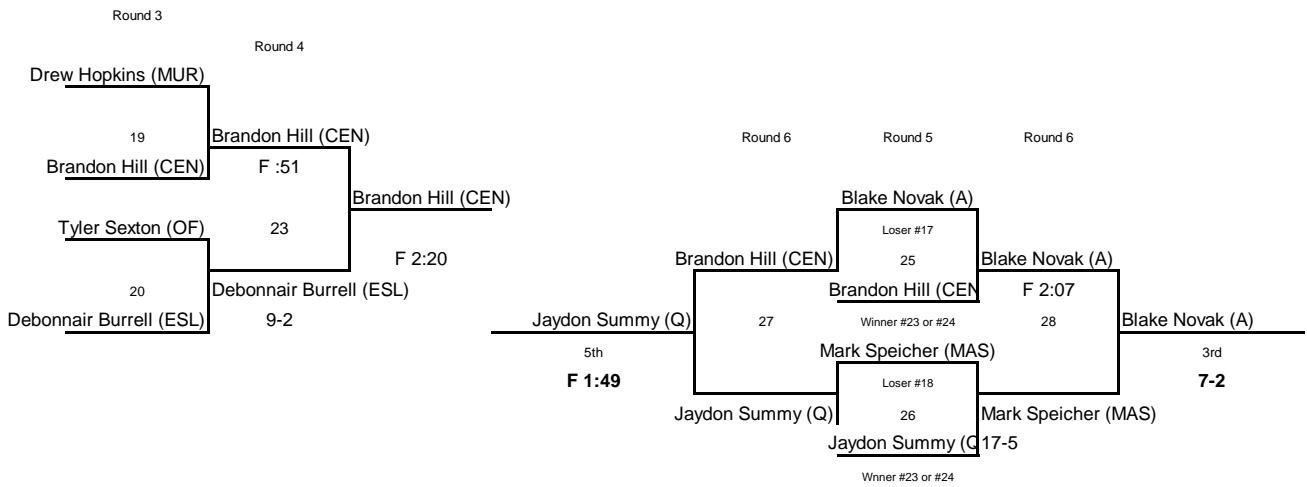 Round 3
Round 4
Drew Hopkins (MUR)
19
Brandon Hill (CEN)
Brandon Hill (CEN)
F :51
Brandon Hill (CEN)
Tyler Sexton (OF)
23
F 2:20
20
Debonnair Burrell (ESL)
Debonnair Burrell (ESL)
9-2
Round 6
Round 5
Round 6
Blake Novak (A)
Loser #17
Brandon Hill (CEN)
25
Blake Novak (A)
Brandon Hill (CEN
F 2:07
Jaydon Summy (Q)
27
Winner #23 or #24
28
Blake Novak (A)
5th
Mark Speicher (MAS)
3rd
F 1:49
Loser #18
7-2
Jaydon Summy (Q)
26
Mark Speicher (MAS)
Jaydon Summy (Q
17-5
Wnner #23 or #24